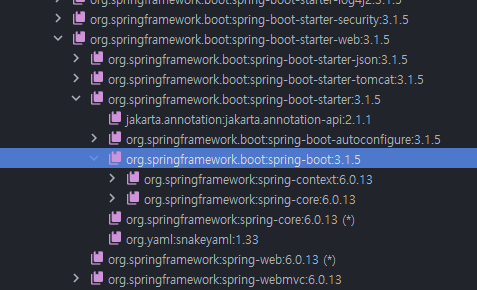 org.springframework.boot:spring-boot-starter-log4j2:3.1.5
org.springframework.boot:spring-boot-starter-security:3.1.5
org.springframework.boot:spring-boot-starter-web:3.1.5
org.springframework.boot:spring-boot-starter-json:3.1.5
org.springframework.boot:spring-boot-starter-tomcat:3.1.5
org.springframework.boot:spring-boot-starter:3.1.5
jakarta.annotation:jakarta.annotation-api:2.1.1
org.springframework.boot:spring-boot-autoconfigure:3.1.5
org.springframework.boot:spring-boot:3.1.5
org.springframework:spring-context:6.0.13
org.springframework:spring-core:6.0.13
org.springframework:spring-core:6.0.13 (*)
org.yaml:snakeyaml:1.33
org.springframework:spring-web:6.0.13 (*)
org.springframework:spring-webmvc:6.0.13